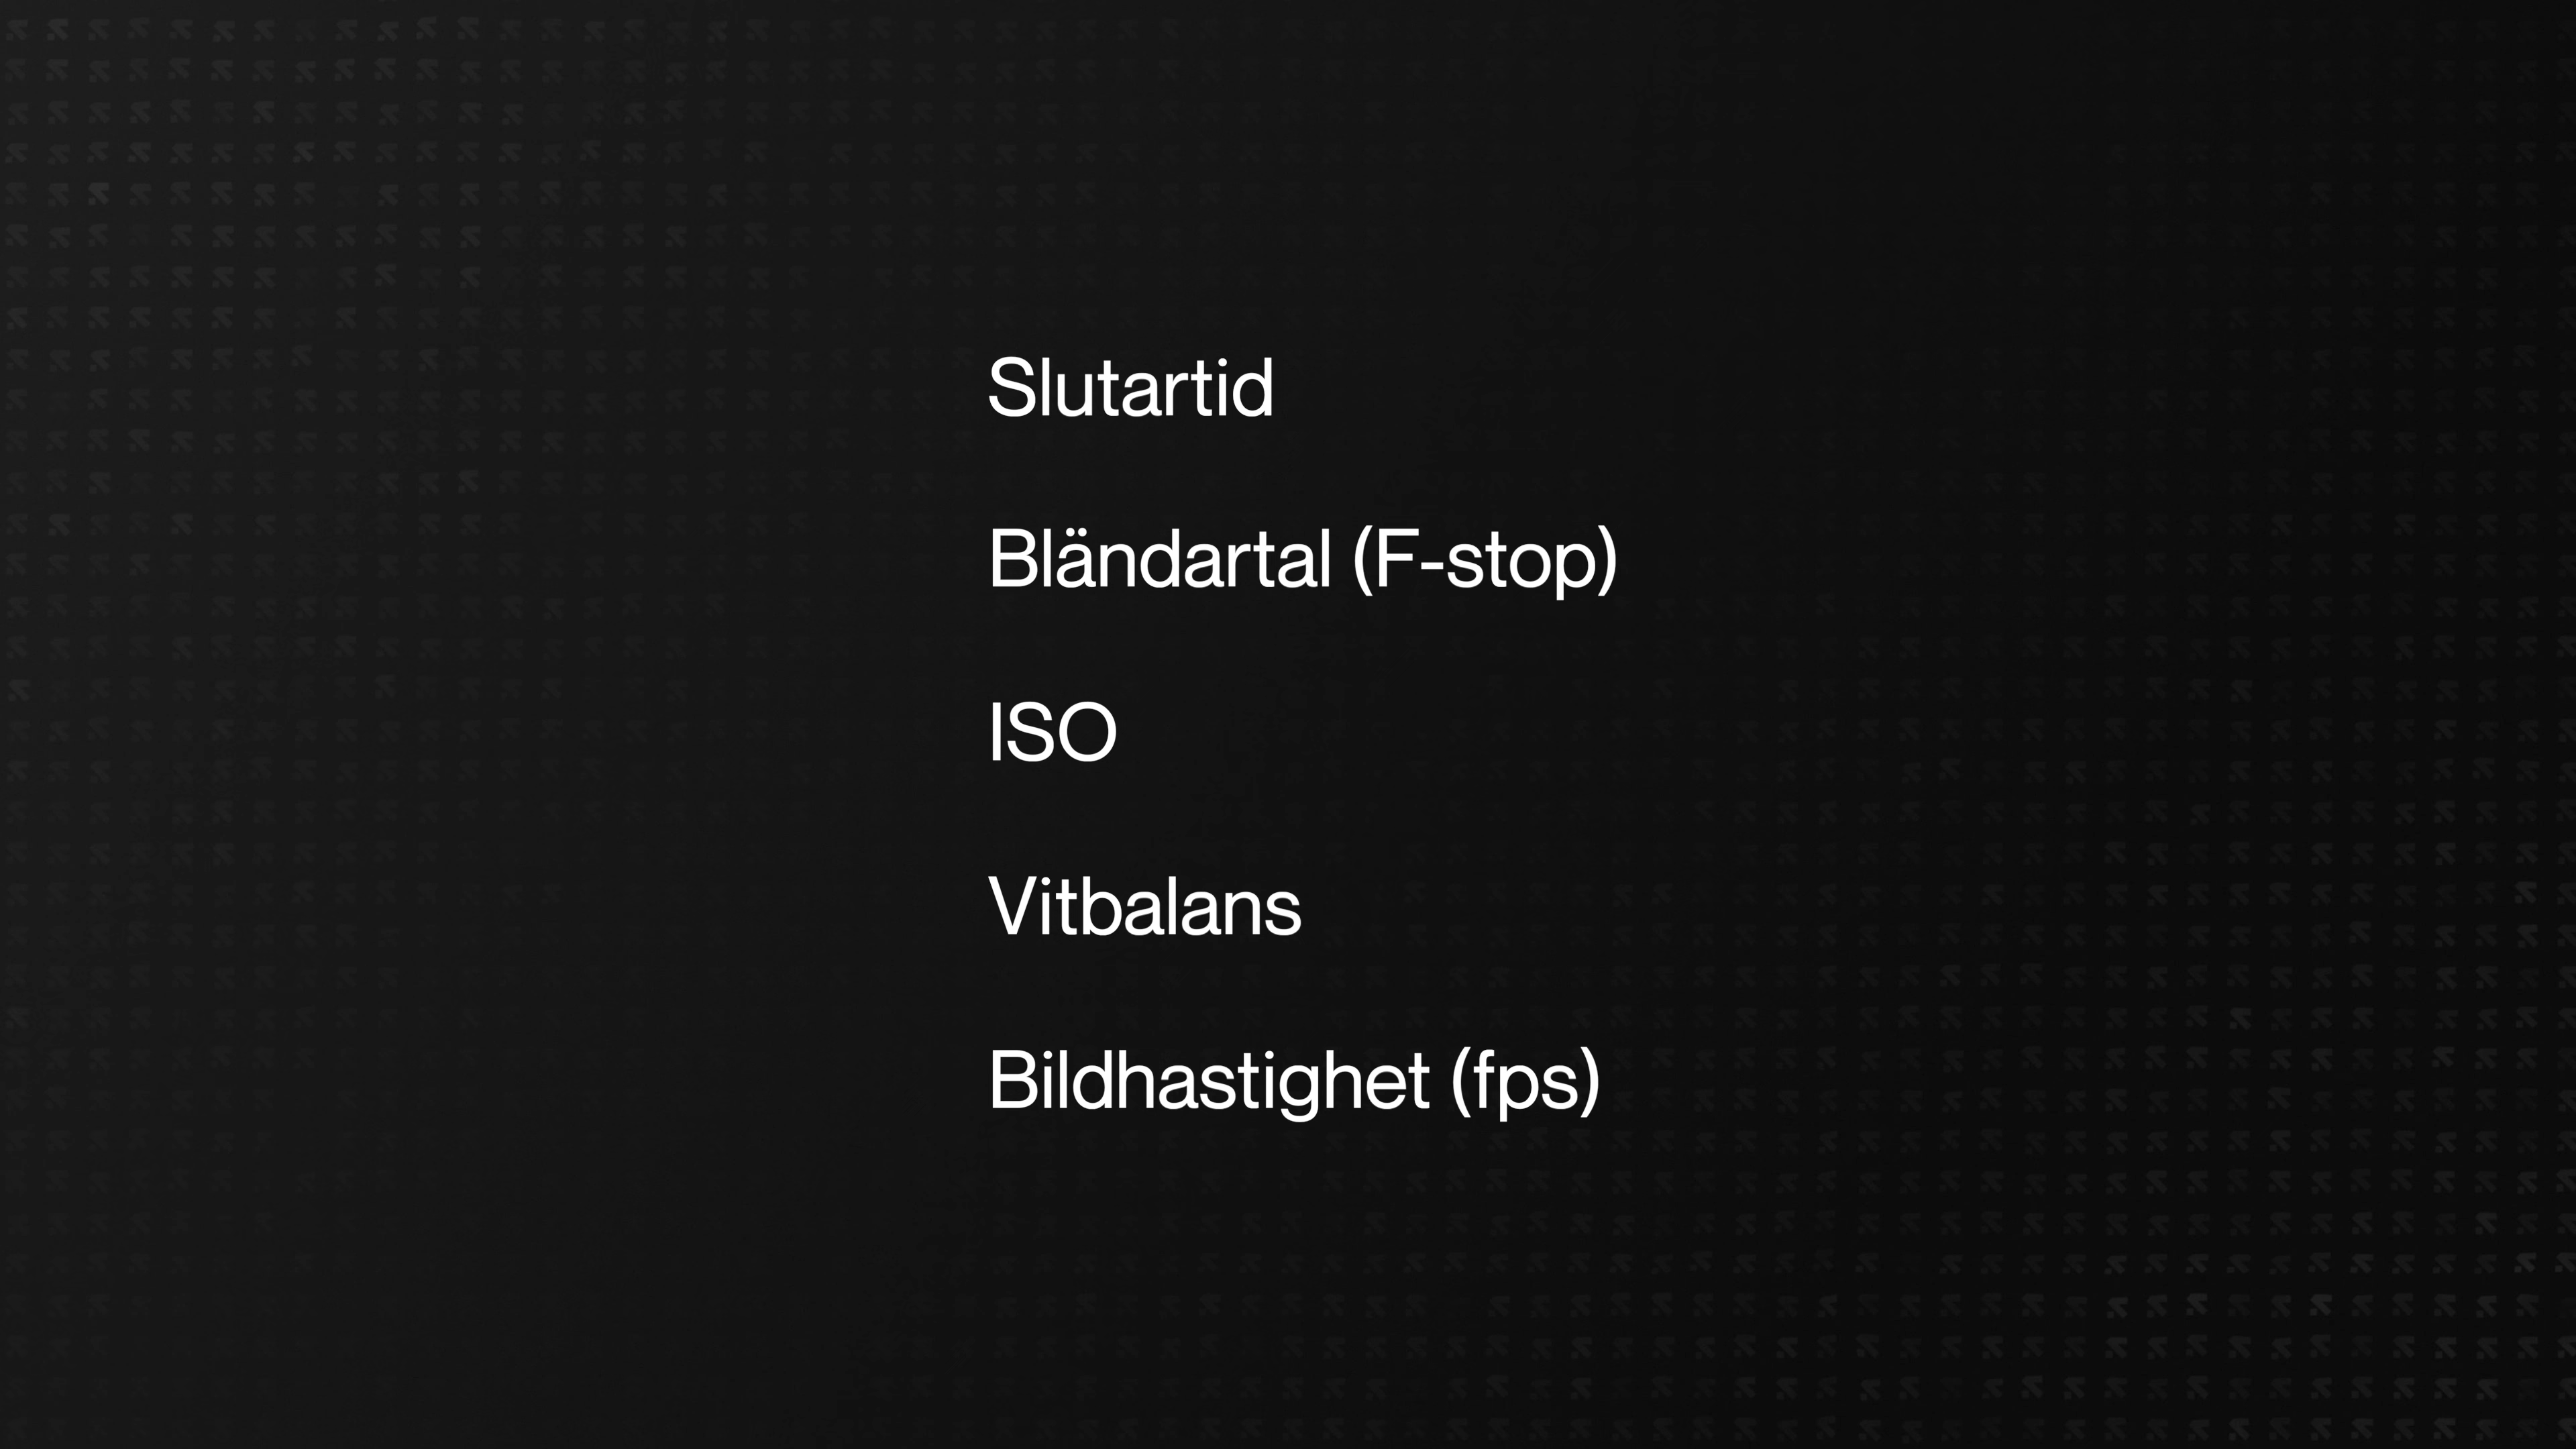 Slutartid
Bländartal (F-stop)
ISO
Vitbalans
Bildhastighet (fps)